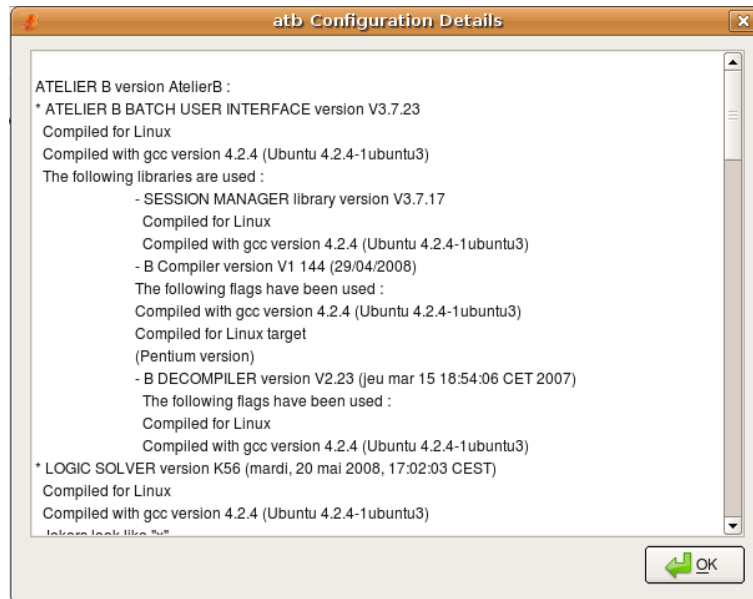 atb Configuration Details
ATELIER B version AtelierB :
* ATELIER B BATCH USER INTERFACE version V3.7.23
Compiled for Linux
Compiled with gcc version 4.2.4 (Ubuntu 4.2.4-1ubuntu3)
The following libraries are used :
- SESSION MANAGER library version V3.7.17
Compiled for Linux
Compiled with gcc version 4.2.4 (Ubuntu 4.2.4-1ubuntu3)
- B Compiler version V1 144 (29/04/2008)
The following flags have been used :
Compiled with gcc version 4.2.4 (Ubuntu 4.2.4-1ubuntu3)
Compiled for Linux target
(Pentium version)
- B DECOMPILER version V2.23 (jeu mar 15 18:54:06 CET 2007)
The following flags have been used :
Compiled for Linux
Compiled with gcc version 4.2.4 (Ubuntu 4.2.4-1ubuntu3)
* LOGIC SOLVER version K56 (mardi, 20 mai 2008, 17:02:03 CEST)
Compiled for Linux
Compiled with gcc version 4.2.4 (Ubuntu 4.2.4-1ubuntu3)
Jokers look like "x"
OK